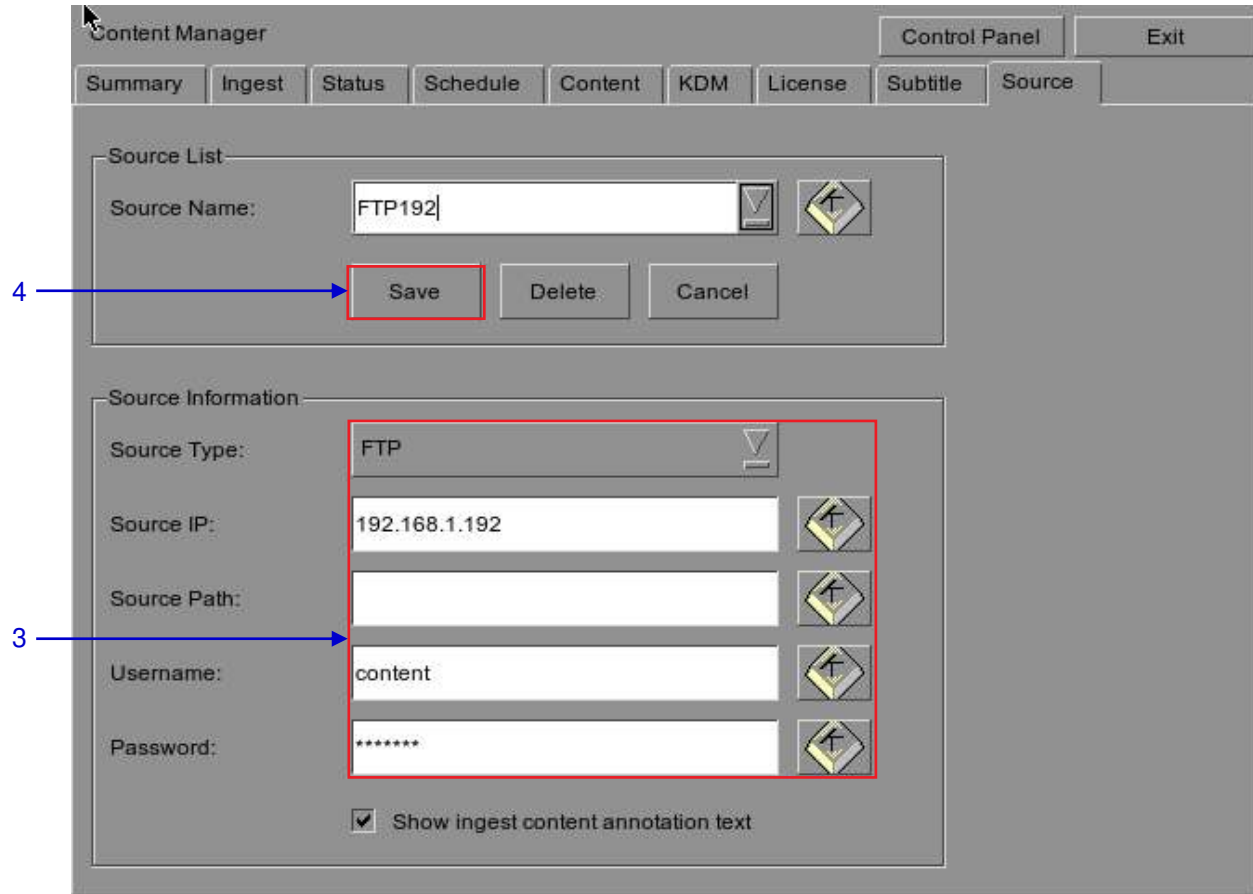 Content Manager
Control Panel
Exit
Summary Ingest Status Schedule Content KDM License Subtitle Source
Source List
Source Name: FTP192
4
Save Delete Cancel
Source Information
Source Type: FTP
Source IP: 192.168.1.192
Source Path:
3
Username: content
Password: *******
Show ingest content annotation text